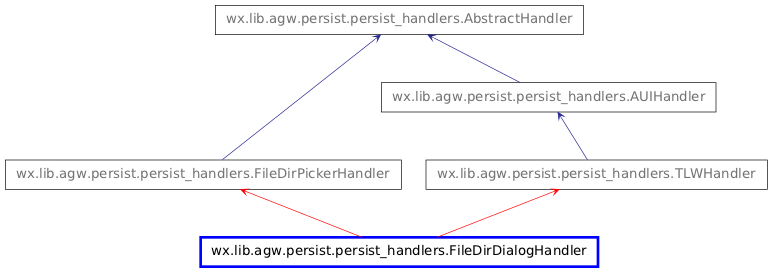 wx.lib.agw.persist.persist_handlers.AbstractHandler
wx.lib.agw.persist.persist_handlers.AUIHandler
wx.lib.agw.persist.persist_handlers.FileDirPickerHandler
wx.lib.agw.persist.persist_handlers.TLWHandler
wx.lib.agw.persist.persist_handlers.FileDirDialogHandler